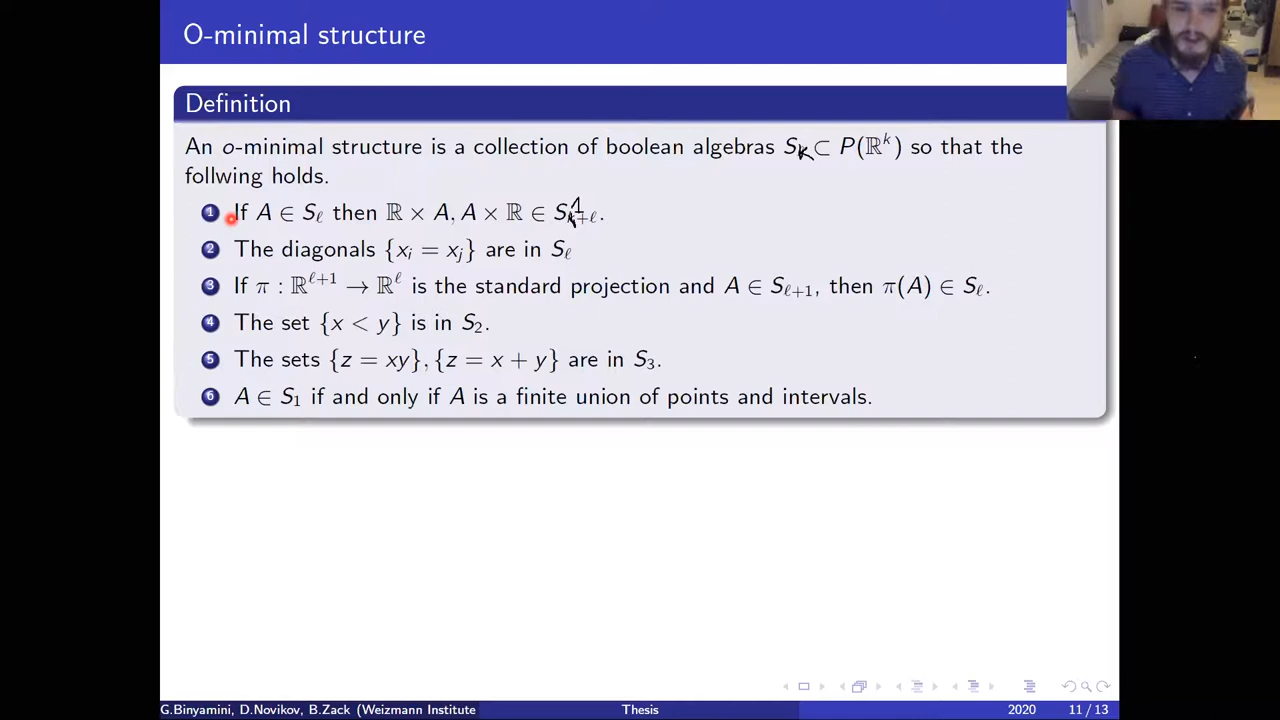 O-minimal structure
Definition
An o-minimal structure is a collection of boolean algebras S_k ⊂ P(ℝ^k) so that the
follwing holds.
1 If A ∈ S_ℓ then ℝ × A, A × ℝ ∈ S_{1+ℓ}.
2 The diagonals {x_i = x_j} are in S_ℓ
3 If π : ℝ^{ℓ+1} → ℝ^ℓ is the standard projection and A ∈ S_{ℓ+1}, then π(A) ∈ S_ℓ.
4 The set {x < y} is in S_2.
5 The sets {z = xy}, {z = x + y} are in S_3.
6 A ∈ S_1 if and only if A is a finite union of points and intervals.
G.Binyamini, D.Novikov, B.Zack (Weizmann Institute Thesis 2020 11 / 13